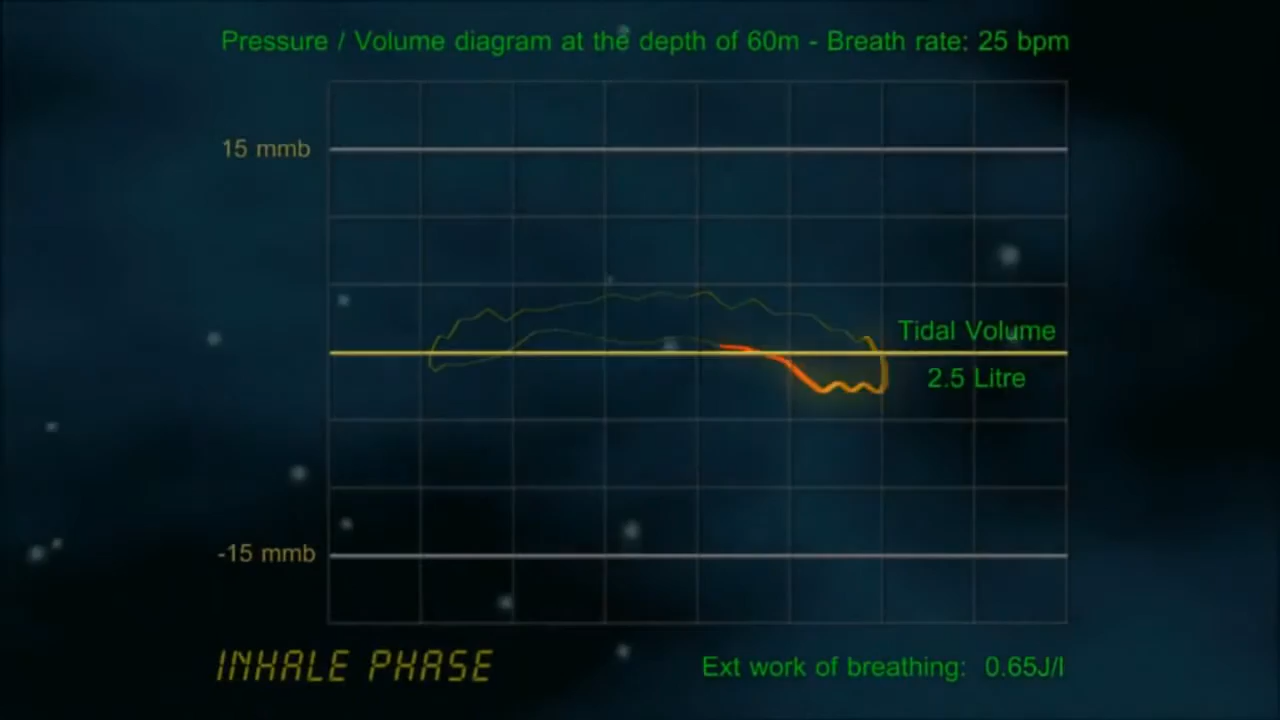 Pressure / Volume diagram at the depth of 60m - Breath rate: 25 bpm
15 mmb
Tidal Volume
2.5 Litre
-15 mmb
INHALE PHASE
Ext work of breathing: 0.65J/l